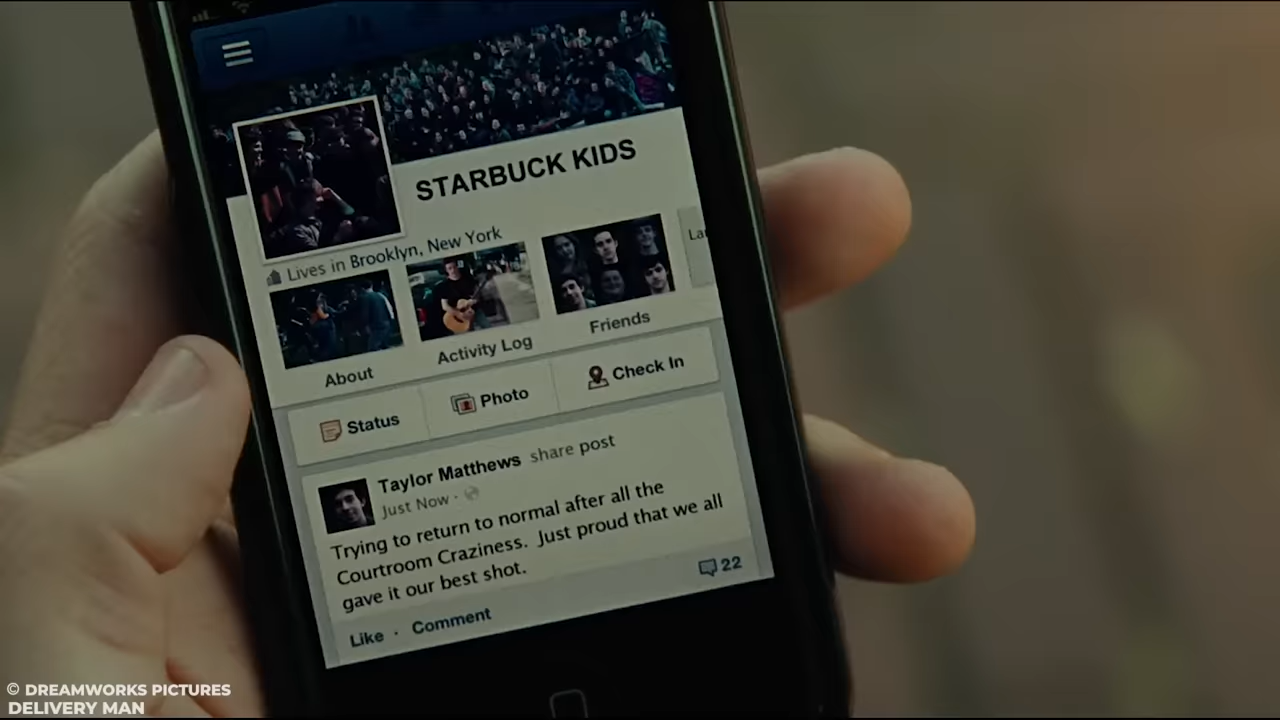 STARBUCK KIDS
Lives in Brooklyn, New York
About
Activity Log
Friends
Status
Photo
Check In
Taylor Matthews share post
Just Now ·
Trying to return to normal after all the
Courtroom Craziness. Just proud that we all
gave it our best shot.
22
Like · Comment
© DREAMWORKS PICTURES
DELIVERY MAN